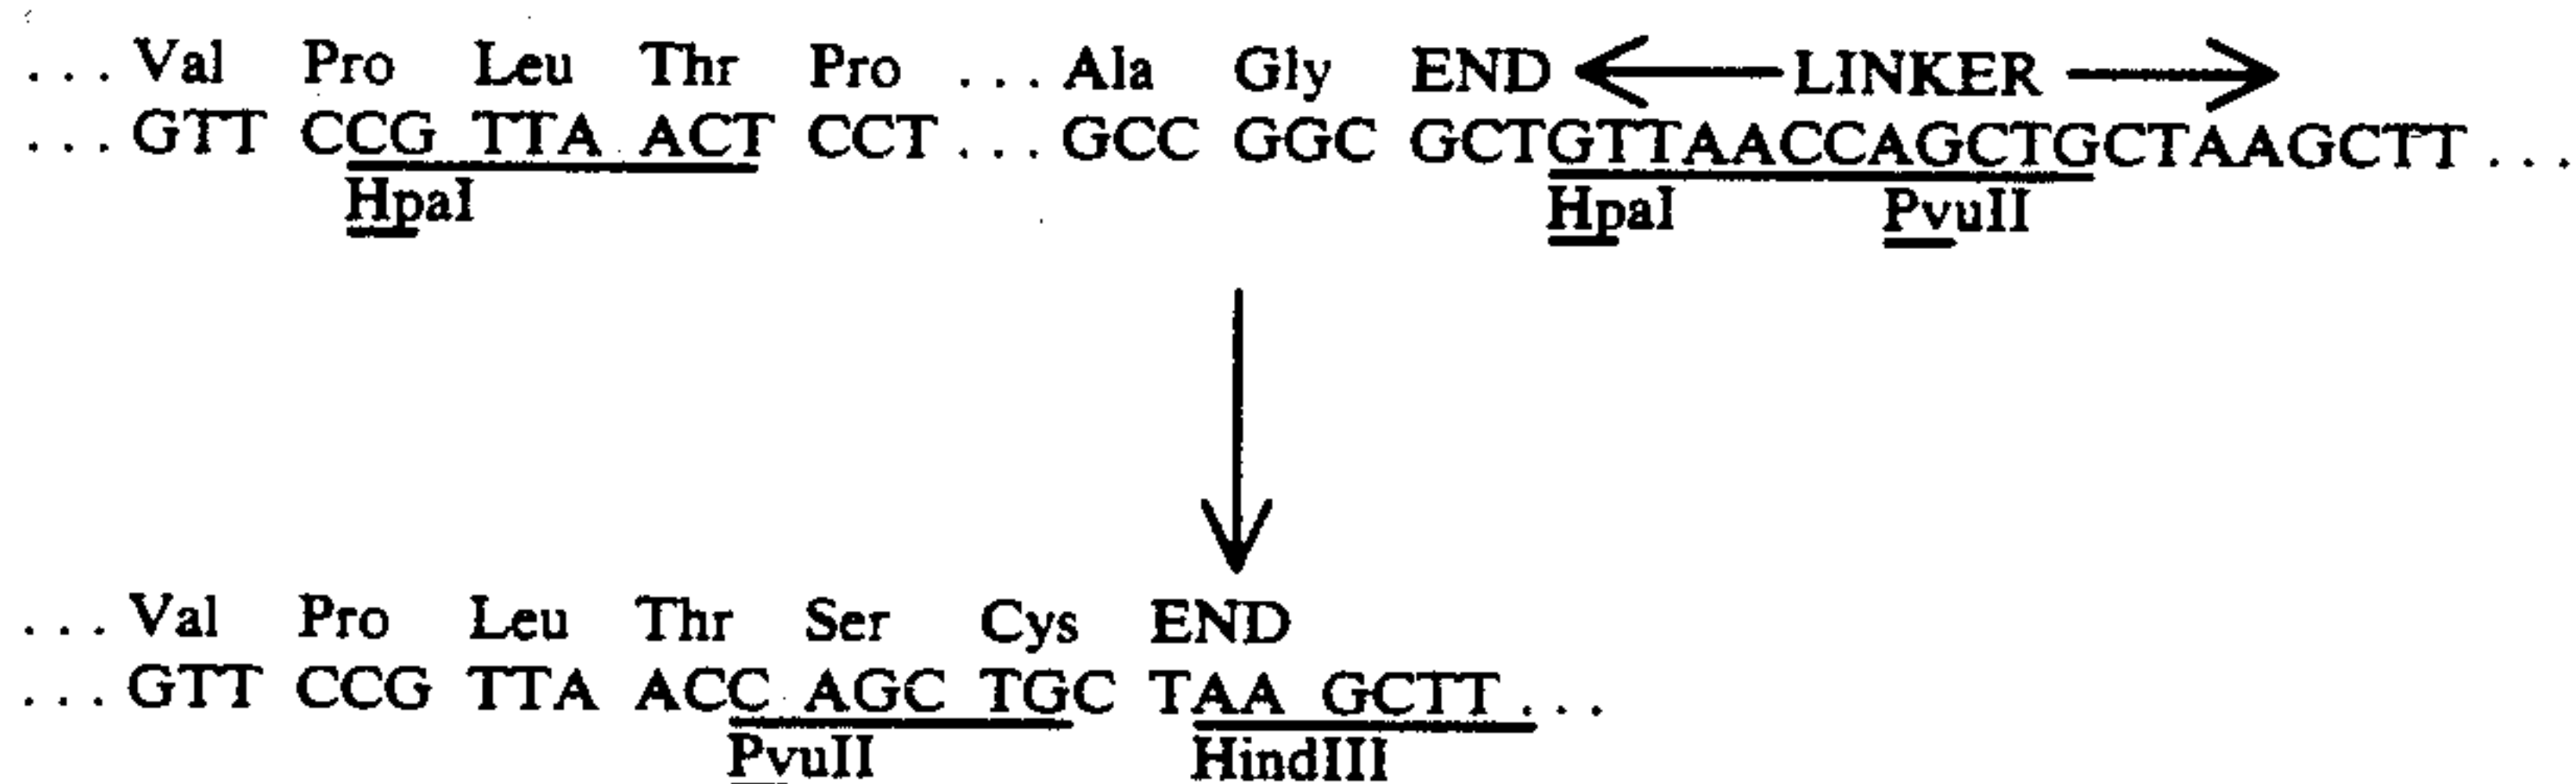 ... Val Pro Leu Thr Pro ... Ala Gly END LINKER
... GTT CCG TTA ACT CCT ... GCC GGC GCTGTTAACCAGCTGCTAAGCTT ...
HpaI HpaI PvuII
... Val Pro Leu Thr Ser Cys END
... GTT CCG TTA ACC AGC TGC TAA GCTT ...
PvuII HindIII